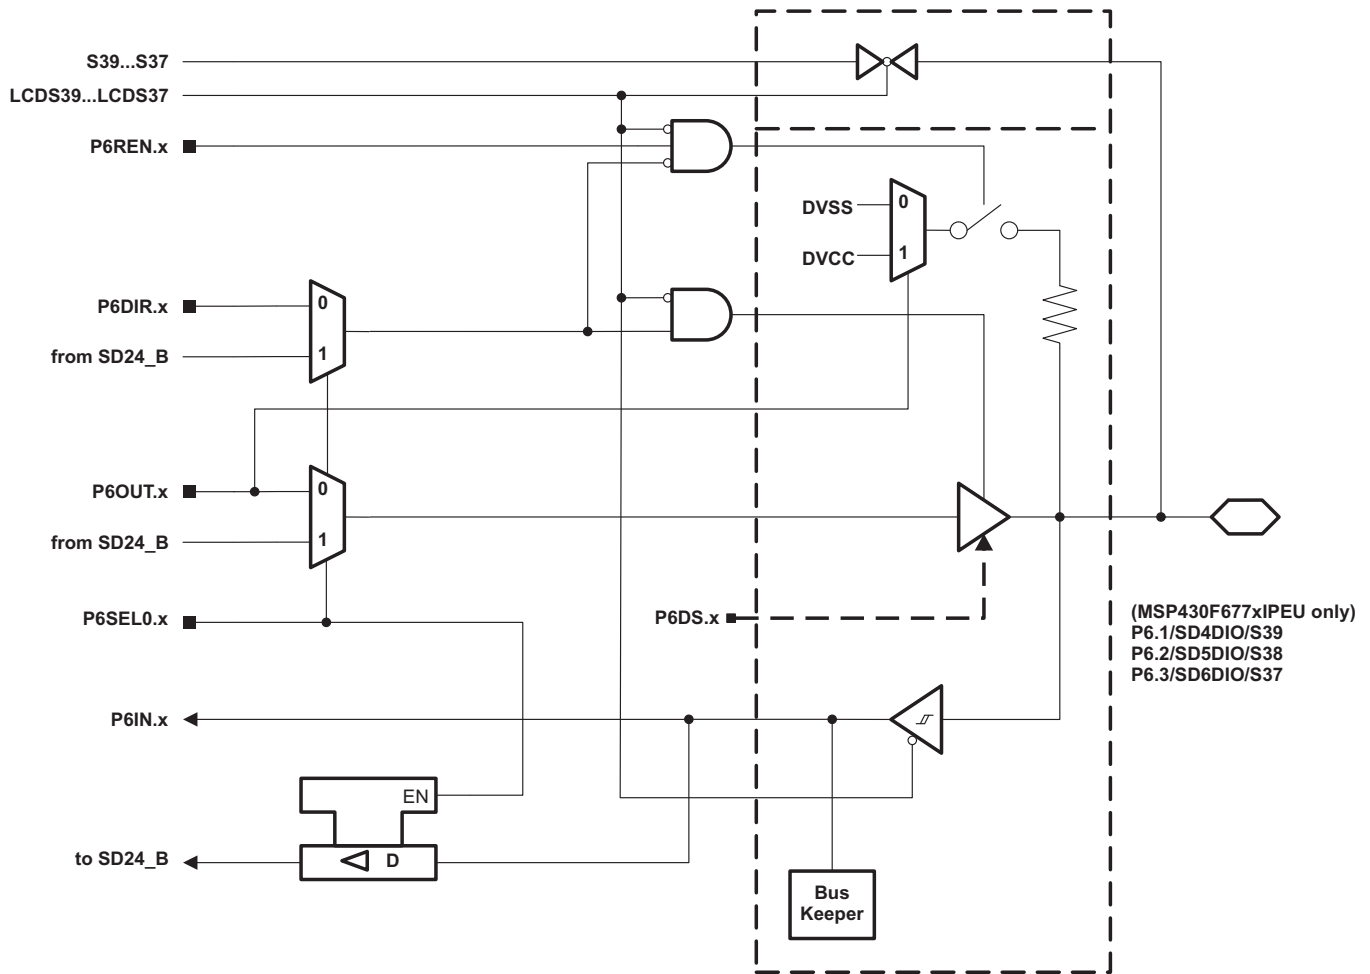 S39...S37
LCDS39...LCDS37
P6REN.x
DVSS
0
DVCC
1
P6DIR.x
0
from SD24_B
1
P6OUT.x
0
from SD24_B
1
P6SEL0.x
P6DS.x
(MSP430F677xIPEU only)
P6.1/SD4DIO/S39
P6.2/SD5DIO/S38
P6.3/SD6DIO/S37
P6IN.x
EN
to SD24_B
D
Bus
Keeper